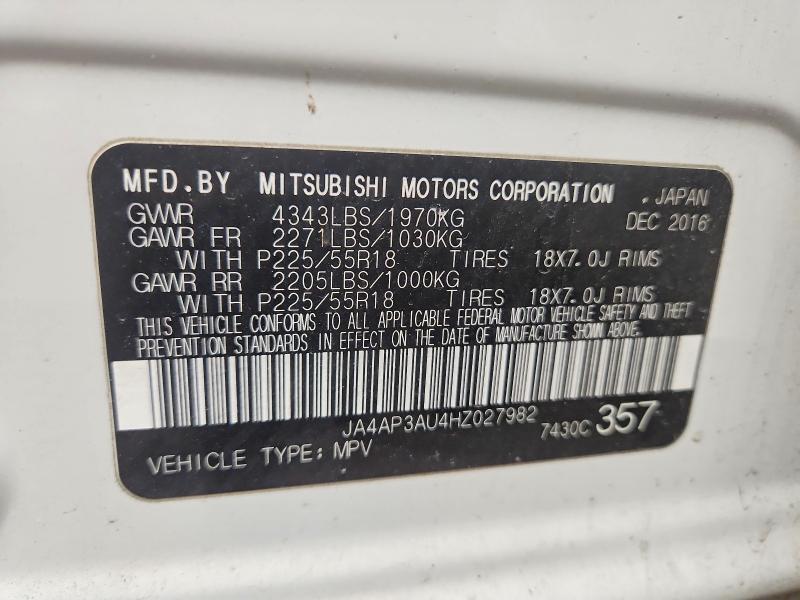 MFD.BY MITSUBISHI MOTORS CORPORATION . JAPAN
GVWR 4343LBS/1970KG DEC 2016
GAWR FR 2271LBS/1030KG
WITH P225/55R18 TIRES 18X7.0J RIMS
GAWR RR 2205LBS/1000KG
WITH P225/55R18 TIRES 18X7.0J RIMS
THIS VEHICLE CONFORMS TO ALL APPLICABLE FEDERAL MOTOR VEHICLE SAFETY AND THEFT
PREVENTION STANDARDS IN EFFECT ON THE DATE OF MANUFACTURE SHOWN ABOVE.
JA4AP3AU4HZ027982 7430C 357
VEHICLE TYPE: MPV